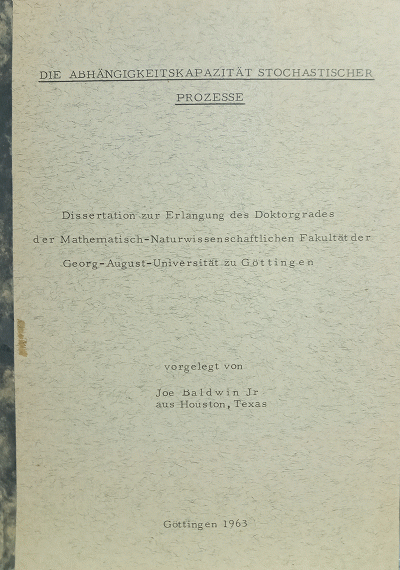 DIE ABHÄNGIGKEITSKAPAZITÄT STOCHASTISCHER
PROZESSE
Dissertation zur Erlangung des Doktorgrades
der Mathematisch-Naturwissenschaftlichen Fakultät der
Georg-August-Universität zu Göttingen
vorgelegt von
Joe Baldwin Jr
aus Houston, Texas
Göttingen 1963